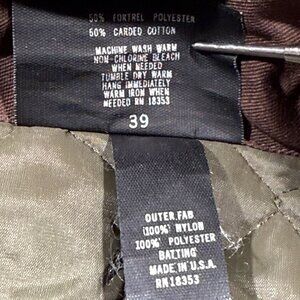 50% FORTREL POLYESTER
50% CARDED COTTON
MACHINE WASH WARM
NON-CHLORINE BLEACH
WHEN NEEDED
TUMBLE DRY WARM
HANG IMMEDIATELY
WARM IRON WHEN
NEEDED RN 18353
39
OUTER FAB
100% NYLON
100% POLYESTER
BATTING
MADE IN U.S.A.
RN 18353